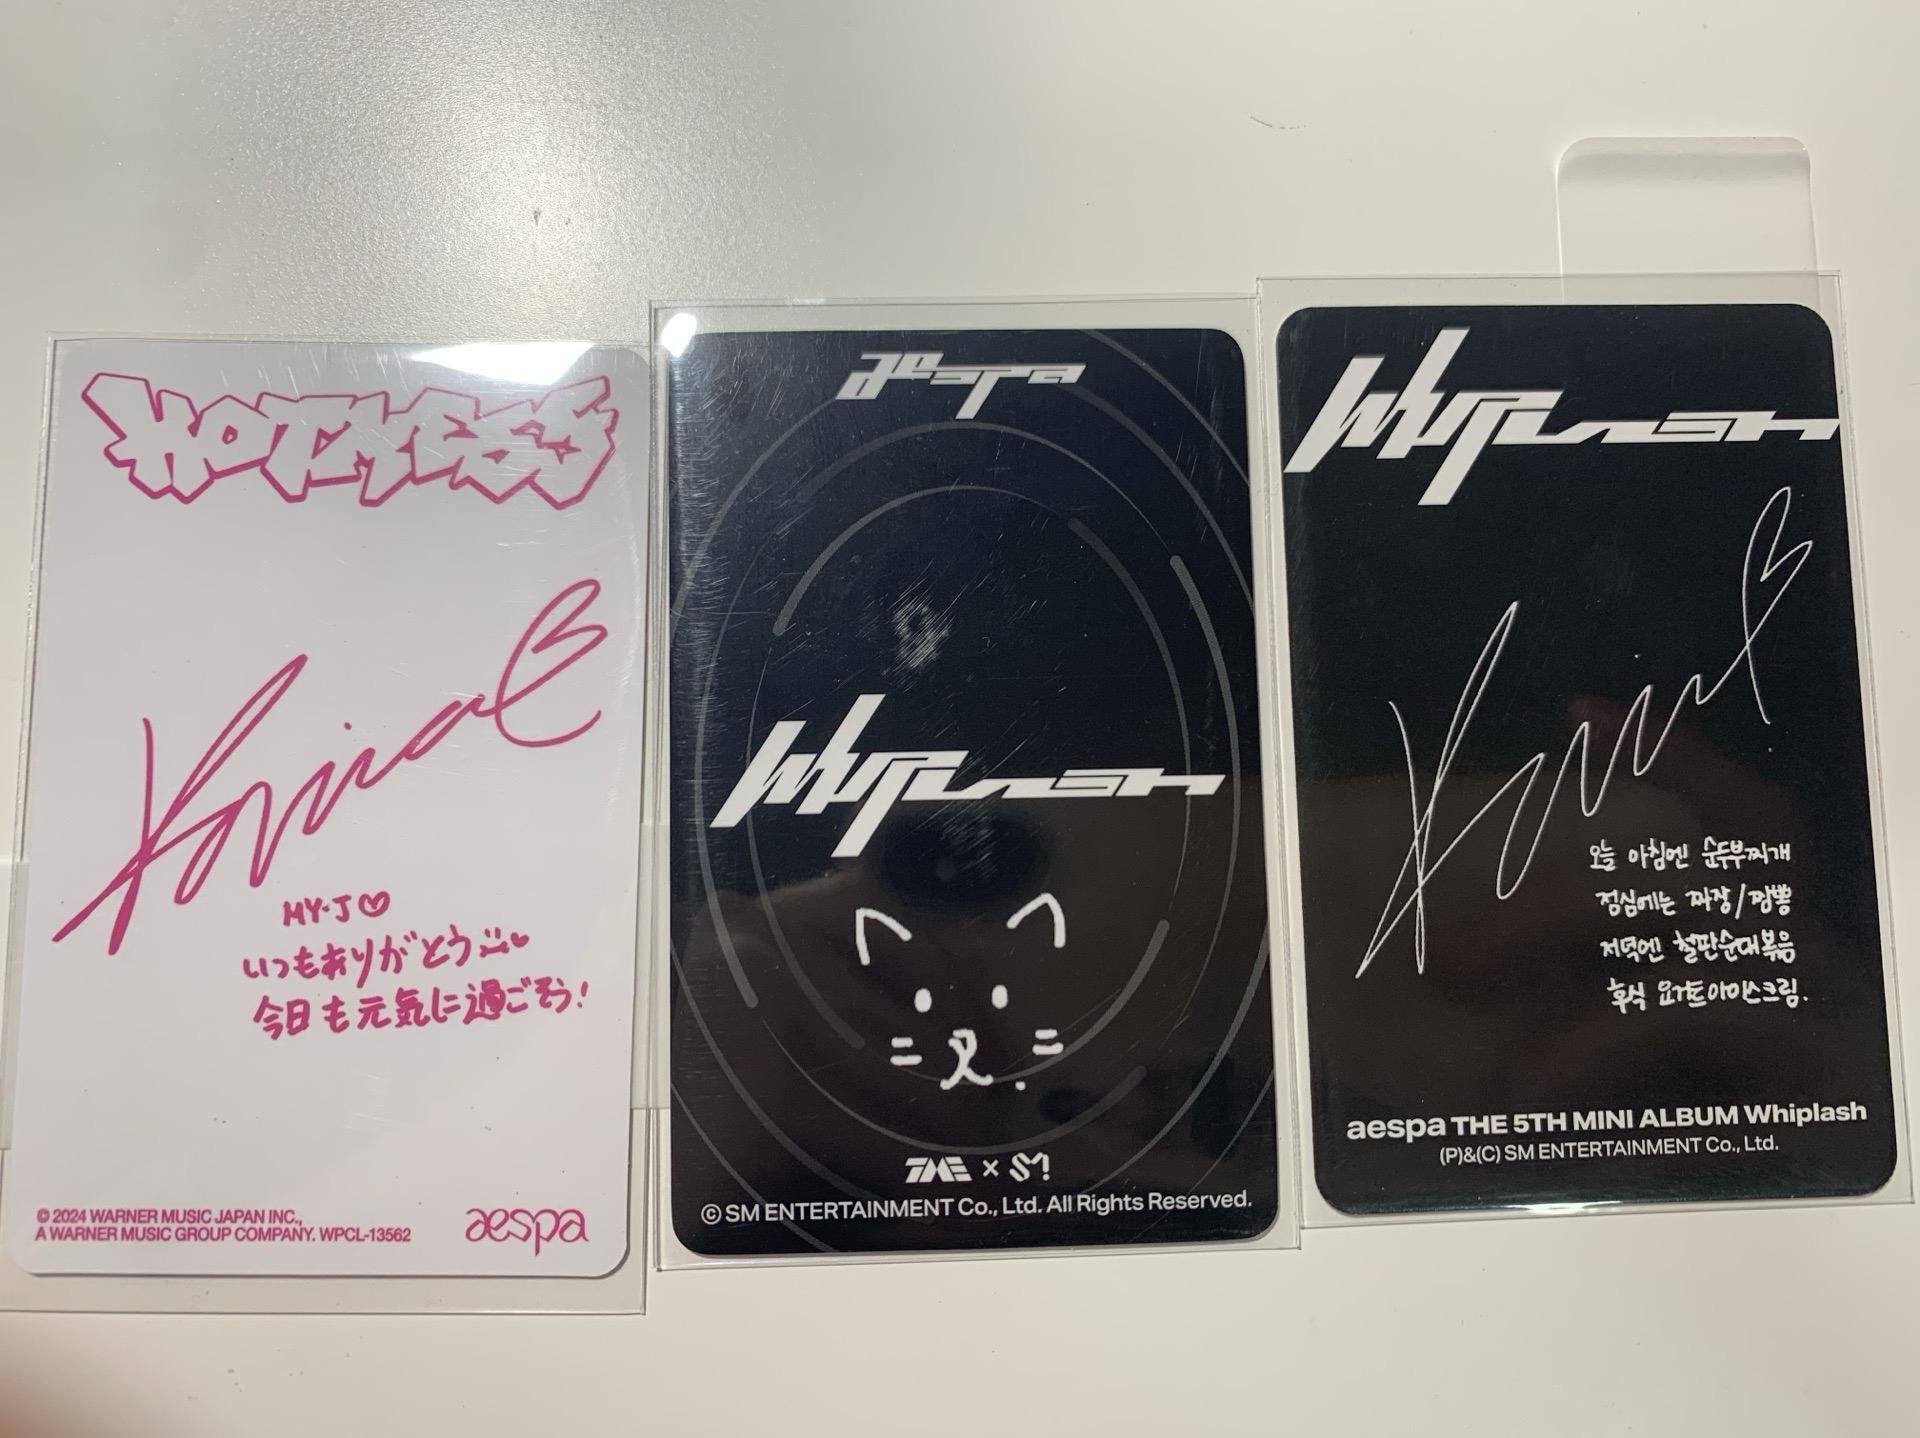 HOTMESS
Karina
MY-J♡
いつもありがとう
今日も元気に過ごそう!
© 2024 WARNER MUSIC JAPAN INC.,
A WARNER MUSIC GROUP COMPANY. WPCL-13562
aespa
aespa
Whiplash
× SM!
© SM ENTERTAINMENT Co., Ltd. All Rights Reserved.
Whiplash
Karina
오늘 아침엔 순두부찌개
점심에는 짜장/짬뽕
저녁엔 철판순대볶음
후식 요거트아이스크림.
aespa THE 5TH MINI ALBUM Whiplash
(P)&(C) SM ENTERTAINMENT Co., Ltd.